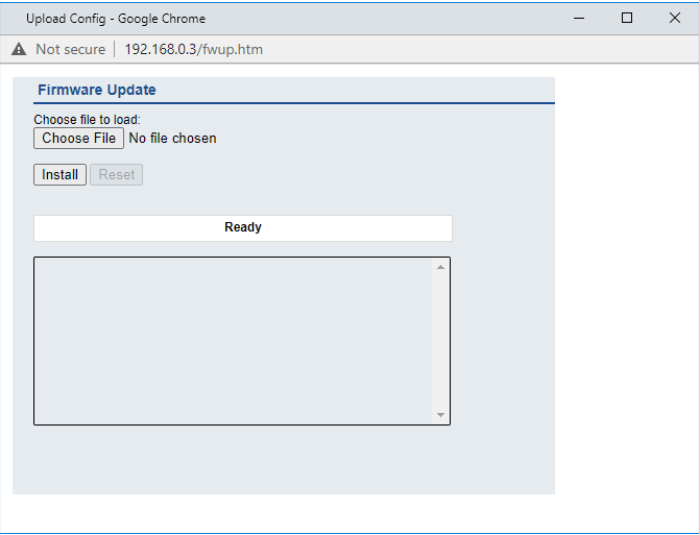 Upload Config - Google Chrome
Not secure | 192.168.0.3/fwup.htm
Firmware Update
Choose file to load:
Choose File No file chosen
Install Reset
Ready